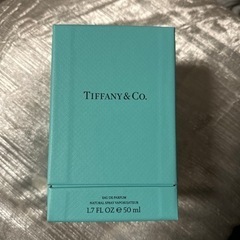 TIFFANY & CO.
EAU DE PARFUM
NATURAL SPRAY VAPORISATEUR
1.7 FL OZ ℮ 50 ml